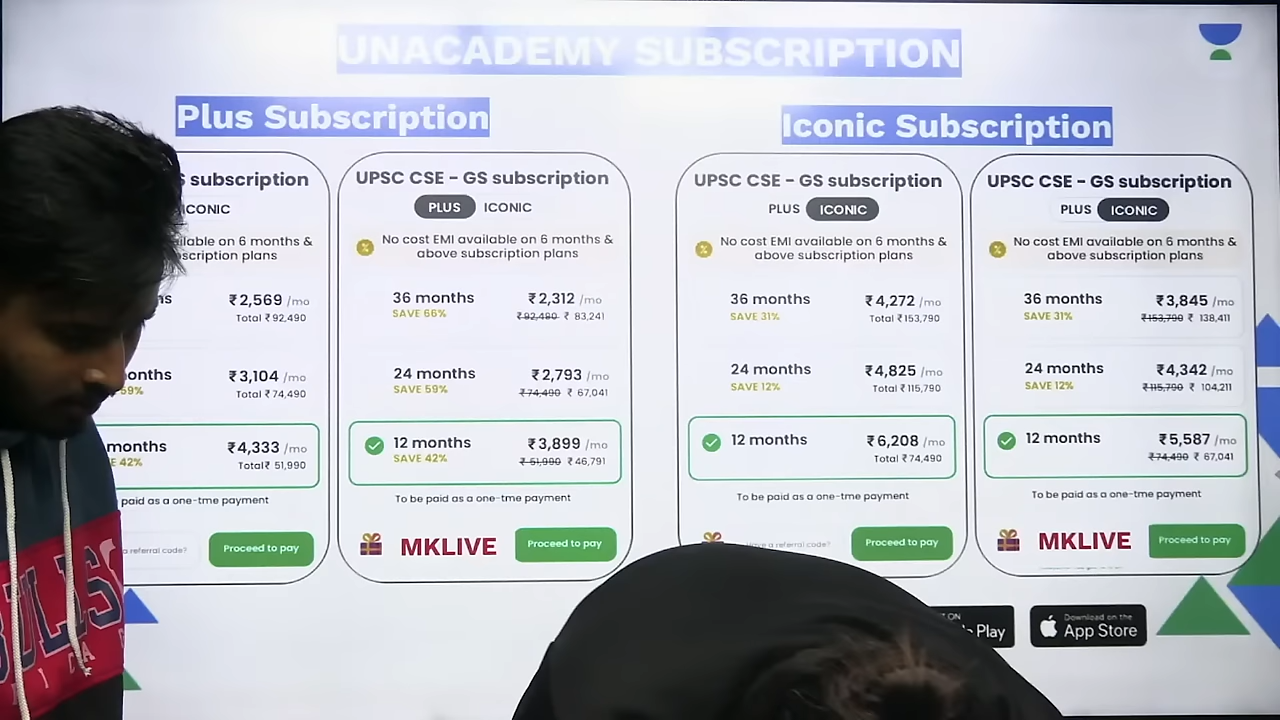 UNACADEMY SUBSCRIPTION
Plus Subscription
Iconic Subscription
subscription
ICONIC
on 6 months &
plans
₹2,569 /mo
Total ₹92,490
₹3,104 /mo
59%
Total ₹74,490
months
₹4,333 /mo
42%
Total₹ 51,990
paid as a one-tme payment
a referral code?
Proceed to pay
UPSC CSE – GS subscription
PLUS ICONIC
No cost EMI available on 6 months &
above subscription plans
36 months ₹2,312 /mo
SAVE 66% ₹92,490 ₹ 83,241
24 months ₹2,793 /mo
SAVE 59% ₹74,490 ₹ 67,041
12 months ₹3,899 /mo
SAVE 42% ₹51,990 ₹46,791
To be paid as a one-tme payment
MKLIVE Proceed to pay
UPSC CSE – GS subscription
PLUS ICONIC
No cost EMI available on 6 months &
above subscription plans
36 months ₹4,272 /mo
SAVE 31% Total ₹153,790
24 months ₹4,825 /mo
SAVE 12% Total ₹115,790
12 months ₹6,208 /mo
Total ₹74,490
To be paid as a one-tme payment
Have a referral code? Proceed to pay
UPSC CSE – GS subscription
PLUS ICONIC
No cost EMI available on 6 months &
above subscription plans
36 months ₹3,845 /mo
SAVE 31% ₹153,790 ₹ 138,411
24 months ₹4,342 /mo
SAVE 12% ₹115,790 ₹ 104,211
12 months ₹5,587 /mo
₹74,490 ₹ 67,041
To be paid as a one-tme payment
MKLIVE Proceed to pay
ON
Play
Download on the
App Store